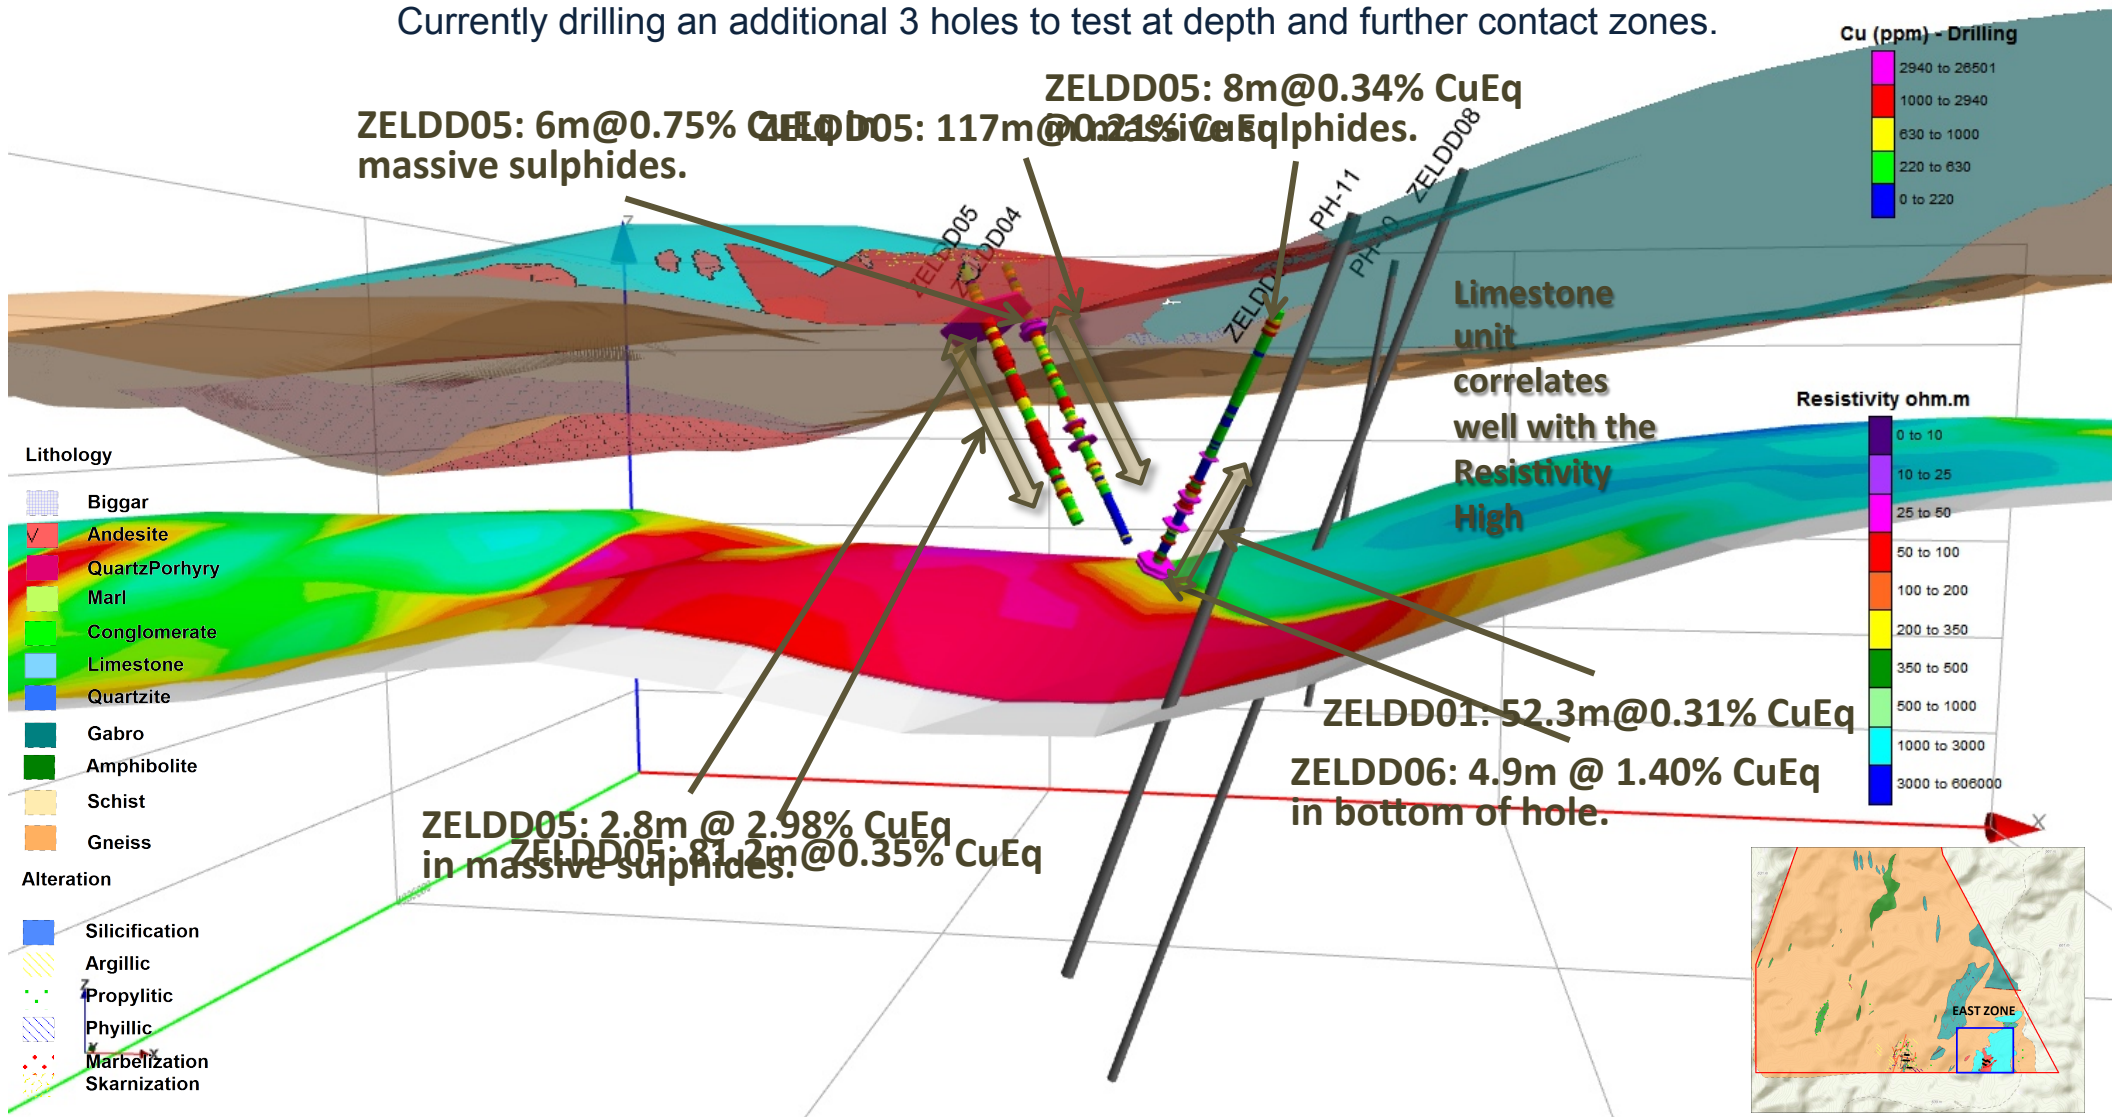 Currently drilling an additional 3 holes to test at depth and further contact zones.
Cu (ppm) - Drilling
2940 to 26501
1000 to 2940
630 to 1000
220 to 630
0 to 220
ZELDD05: 8m@0.34% CuEq
in massive sulphides.
ZELDD05: 6m@0.75% CuEq in
massive sulphides.
ZELDD05: 117m@0.21% CuEq
ZELDD05
ZELDD04
PH-11
PH-10
ZELDD08
Z
Limestone
unit
correlates
well with the
Resistivity
High
Resistivity ohm.m
0 to 10
10 to 25
25 to 50
50 to 100
100 to 200
200 to 350
350 to 500
500 to 1000
1000 to 3000
3000 to 606000
Lithology
Biggar
Andesite
QuartzPorhyry
Marl
Conglomerate
Limestone
Quartzite
Gabro
Amphibolite
Schist
Gneiss
Alteration
Silicification
Argillic
Propylitic
Phyillic
Marbelization
Skarnization
ZELDD01: 52.3m@0.31% CuEq
ZELDD06: 4.9m @ 1.40% CuEq
in bottom of hole.
ZELDD05: 2.8m @ 2.98% CuEq
in massive sulphides.
ZELDD05: 81.2m@0.35% CuEq
X
Z
Y
X
EAST ZONE